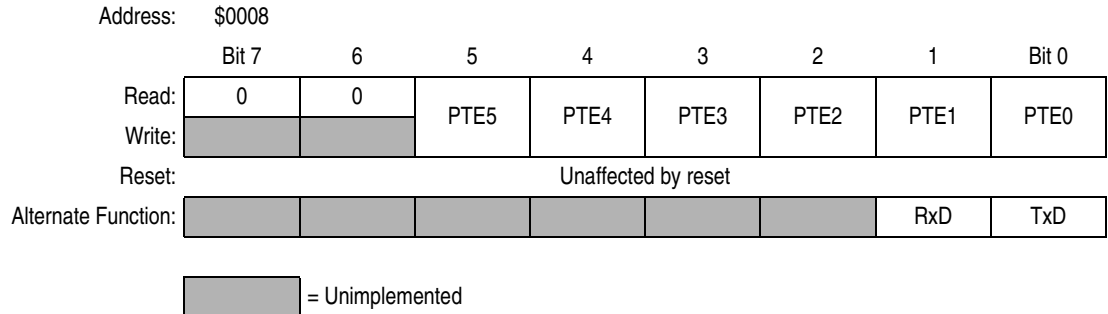 Address: $0008
Bit 7 6 5 4 3 2 1 Bit 0
Read: 0 0 PTE5 PTE4 PTE3 PTE2 PTE1 PTE0
Write:
Reset: Unaffected by reset
Alternate Function: RxD TxD
= Unimplemented